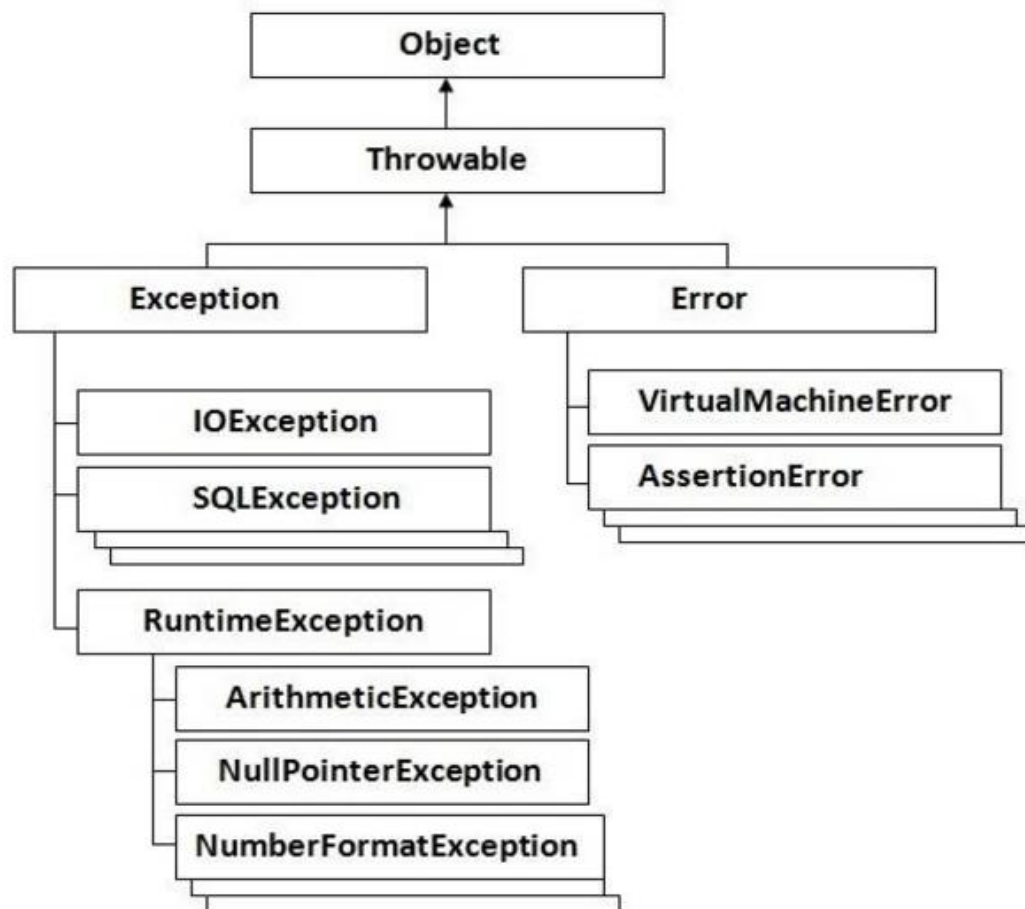 Object
Throwable
Exception
Error
IOException
SQLException
RuntimeException
ArithmeticException
NullPointerException
NumberFormatException
VirtualMachineError
AssertionError